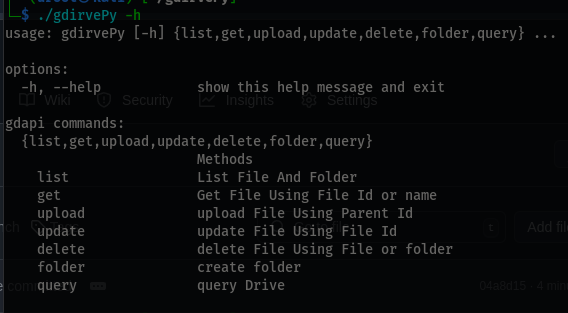 $ ./gdirvePy -h
usage: gdirvePy [-h] {list,get,upload,update,delete,folder,query} ...
options:
-h, --help show this help message and exit
Wiki Security Insights Settings
gdapi commands:
{list,get,upload,update,delete,folder,query}
Methods
list List File And Folder
get Get File Using File Id or name
upload upload File Using Parent Id
update update File Using File Id
t Add file
delete delete File Using File or folder
folder create folder
query query Drive
04a8d15 · 4 min